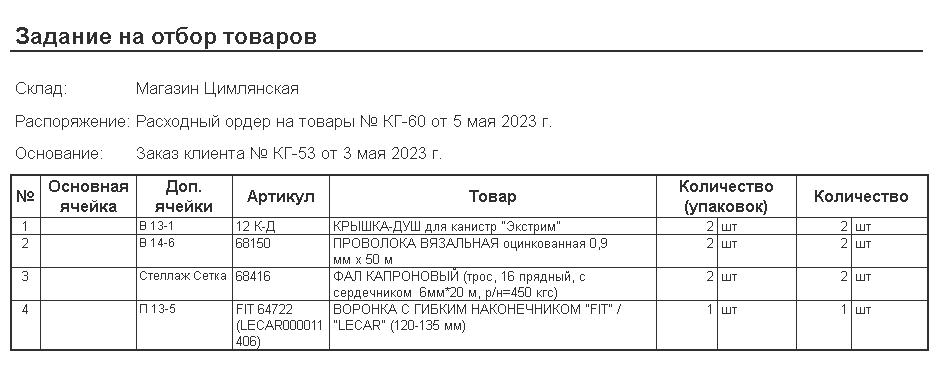 Задание на отбор товаров
Склад: Магазин Цимлянская
Распоряжение: Расходный ордер на товары № КГ-60 от 5 мая 2023 г.
Основание: Заказ клиента № КГ-53 от 3 мая 2023 г.
№ Основная ячейка Доп. ячейки Артикул Товар Количество (упаковок) Количество
1 В 13-1 12 К-Д КРЫШКА-ДУШ для канистр "Экстрим" 2 шт 2 шт
2 В 14-6 68150 ПРОВОЛОКА ВЯЗАЛЬНАЯ оцинкованная 0,9 2 шт 2 шт
мм х 50 м
3 Стеллаж Сетка 68416 ФАЛ КАПРОНОВЫЙ (трос, 16 прядный, с 2 шт 2 шт
сердечником 6мм*20 м, р/н=450 кгс)
4 П 13-5 FIT 64722 ВОРОНКА С ГИБКИМ НАКОНЕЧНИКОМ "FIT" / 1 шт 1 шт
(LECAR000011 "LECAR" (120-135 мм)
406)